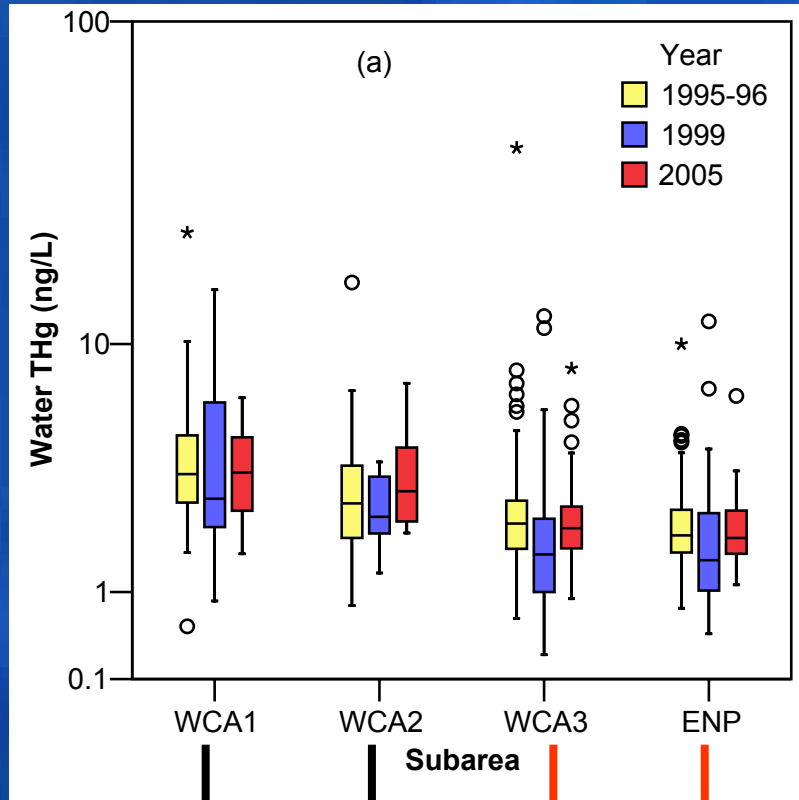 100
(a)
Year
1995-96
1999
2005
Water THg (ng/L)
10
1
0.1
WCA1 WCA2 WCA3 ENP
Subarea